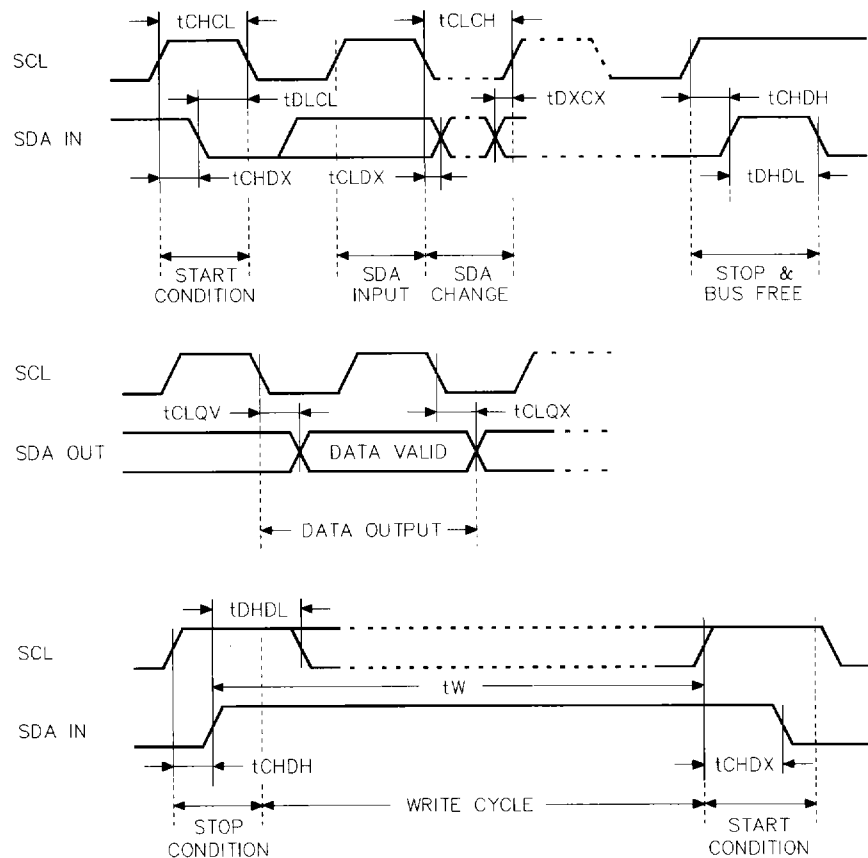 tCHCL
tCLCH
SCL
tDLCL
tDXCX
tCHDH
SDA IN
tCHDX
tCLDX
tDHDL
START
CONDITION
SDA
INPUT
SDA
CHANGE
STOP &
BUS FREE
SCL
tCLQV
tCLQX
SDA OUT
DATA VALID
DATA OUTPUT
tDHDL
SCL
tW
SDA IN
tCHDH
tCHDX
WRITE CYCLE
STOP
CONDITION
START
CONDITION